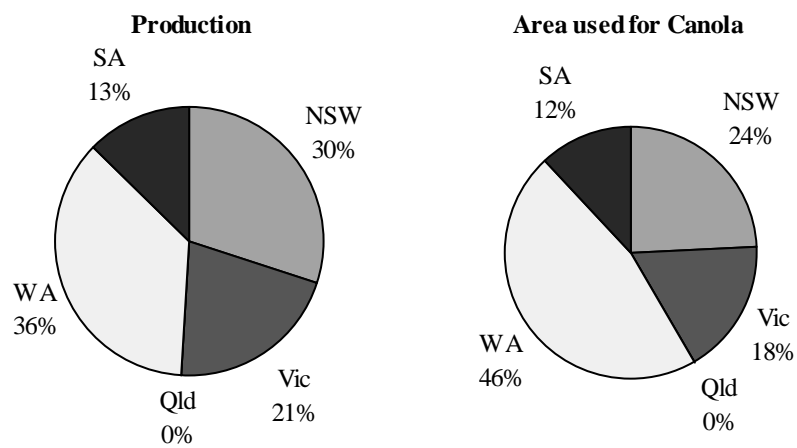 Production
SA
13%
NSW
30%
WA
36%
Vic
21%
Qld
0%
Area used for Canola
SA
12%
NSW
24%
WA
46%
Vic
18%
Qld
0%